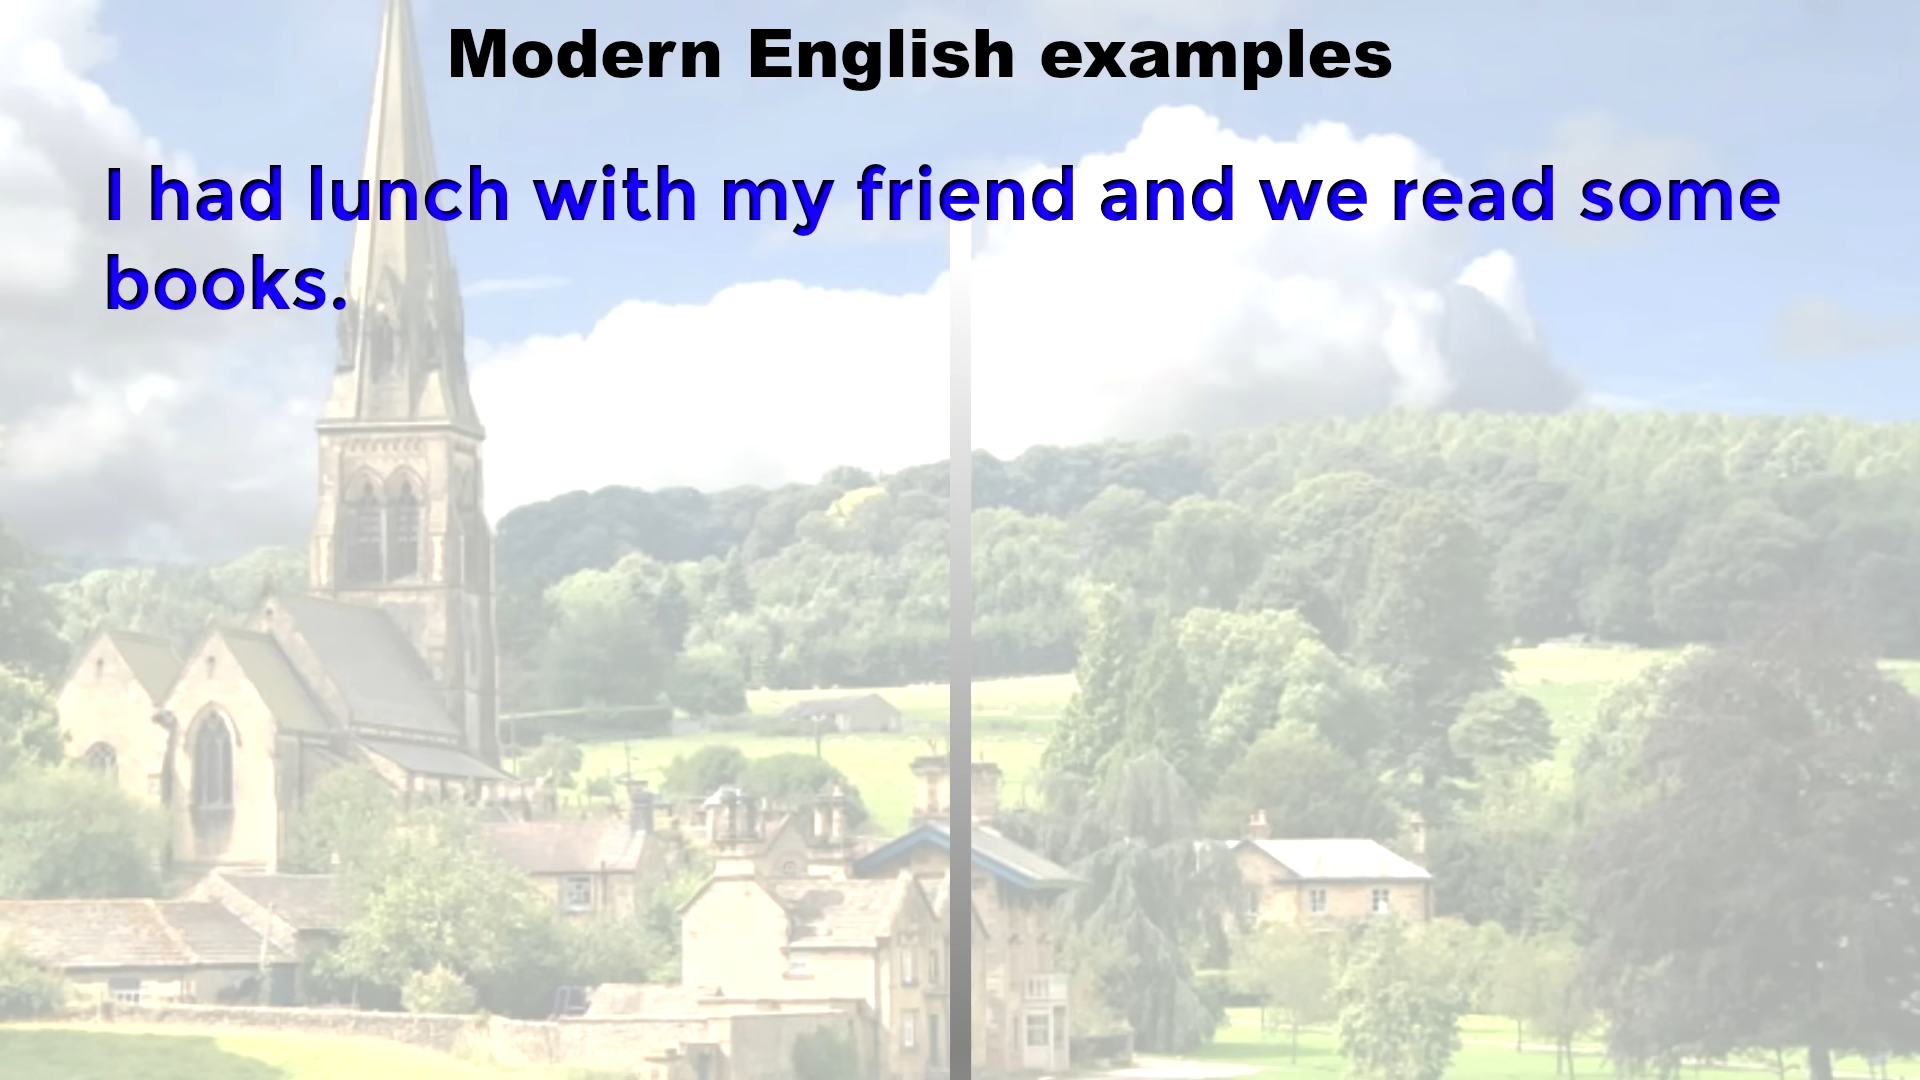 Modern English examples
I had lunch with my friend and we read some
books.